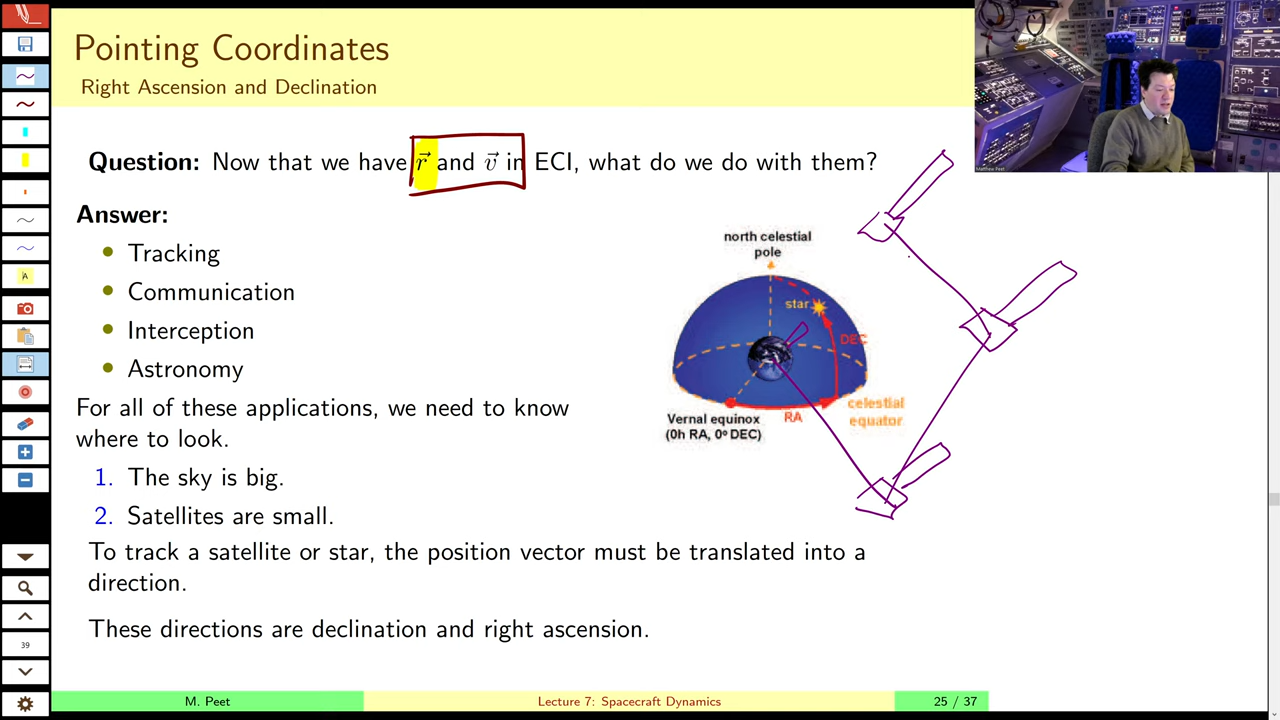 Pointing Coordinates
Right Ascension and Declination
Question: Now that we have r⃗ and v⃗ in ECI, what do we do with them?
Answer:
• Tracking
• Communication
• Interception
• Astronomy
For all of these applications, we need to know
where to look.
1. The sky is big.
2. Satellites are small.
To track a satellite or star, the position vector must be translated into a
direction.
These directions are declination and right ascension.
north celestial
pole
star
DEC
RA
celestial
equator
Vernal equinox
(0h RA, 0° DEC)
A
39
M. Peet
Lecture 7: Spacecraft Dynamics
25 / 37
Matthew Peet